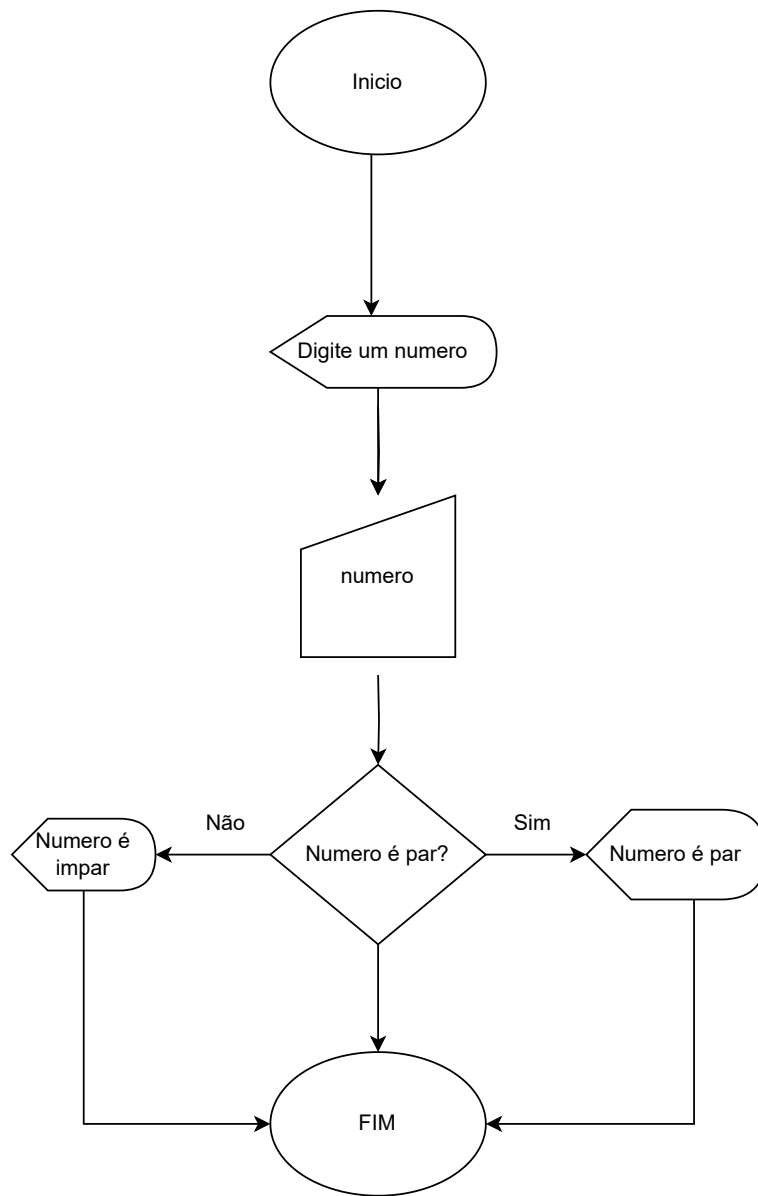 Inicio
Digite um numero
numero
Não
Sim
Numero é
impar
Numero é par?
Numero é par
FIM